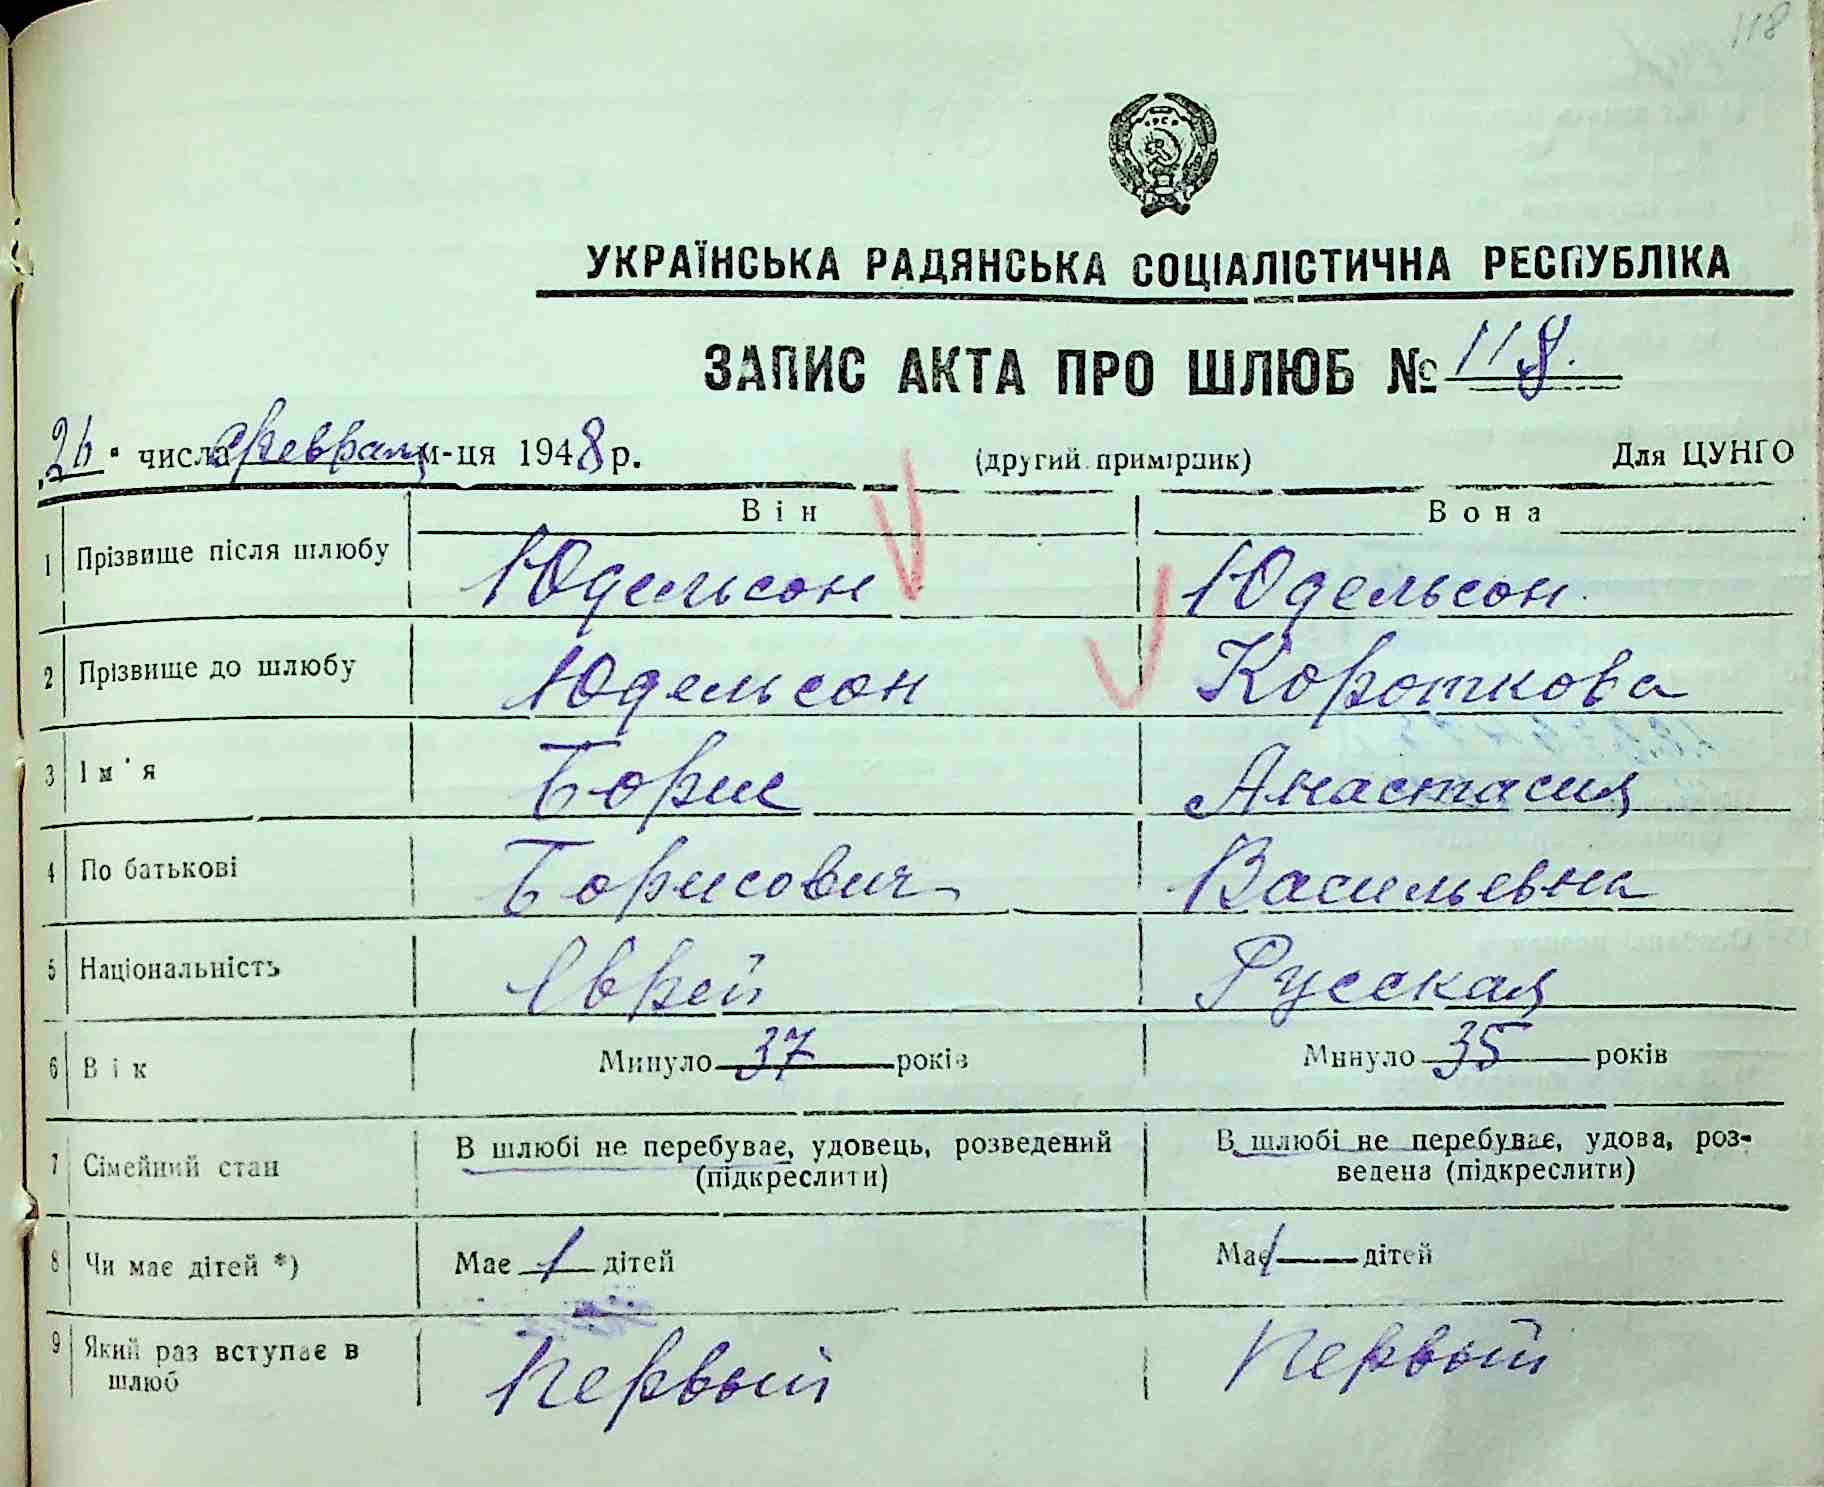 118
УКРАЇНСЬКА РАДЯНСЬКА СОЦІАЛІСТИЧНА РЕСПУБЛІКА
ЗАПИС АКТА ПРО ШЛЮБ № 118.
„26" числа февраля м-ця 1948 р. (другий примірник) Для ЦУНГО
Він Вона
1 Прізвище після шлюбу Юдельсон Юдельсон
2 Прізвище до шлюбу Юдельсон Короткова
3 Ім'я Борис Анастасия
4 По батькові Борисович Васильевна
5 Національність Еврей Русская
6 Вік Минуло 37 років Минуло 35 років
7 Сімейний стан В шлюбі не перебуває, удовець, розведений (підкреслити) В шлюбі не перебуває, удова, роз-
ведена (підкреслити)
8 Чи має дітей *) Має 1 дітей Має 1 дітей
9 Який раз вступає в шлюб Первый Первый